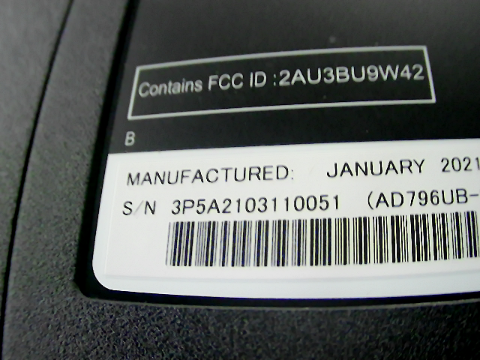 Contains FCC ID :2AU3BU9W42
B
MANUFACTURED: JANUARY 2021
S/N 3P5A2103110051 (AD796UB-